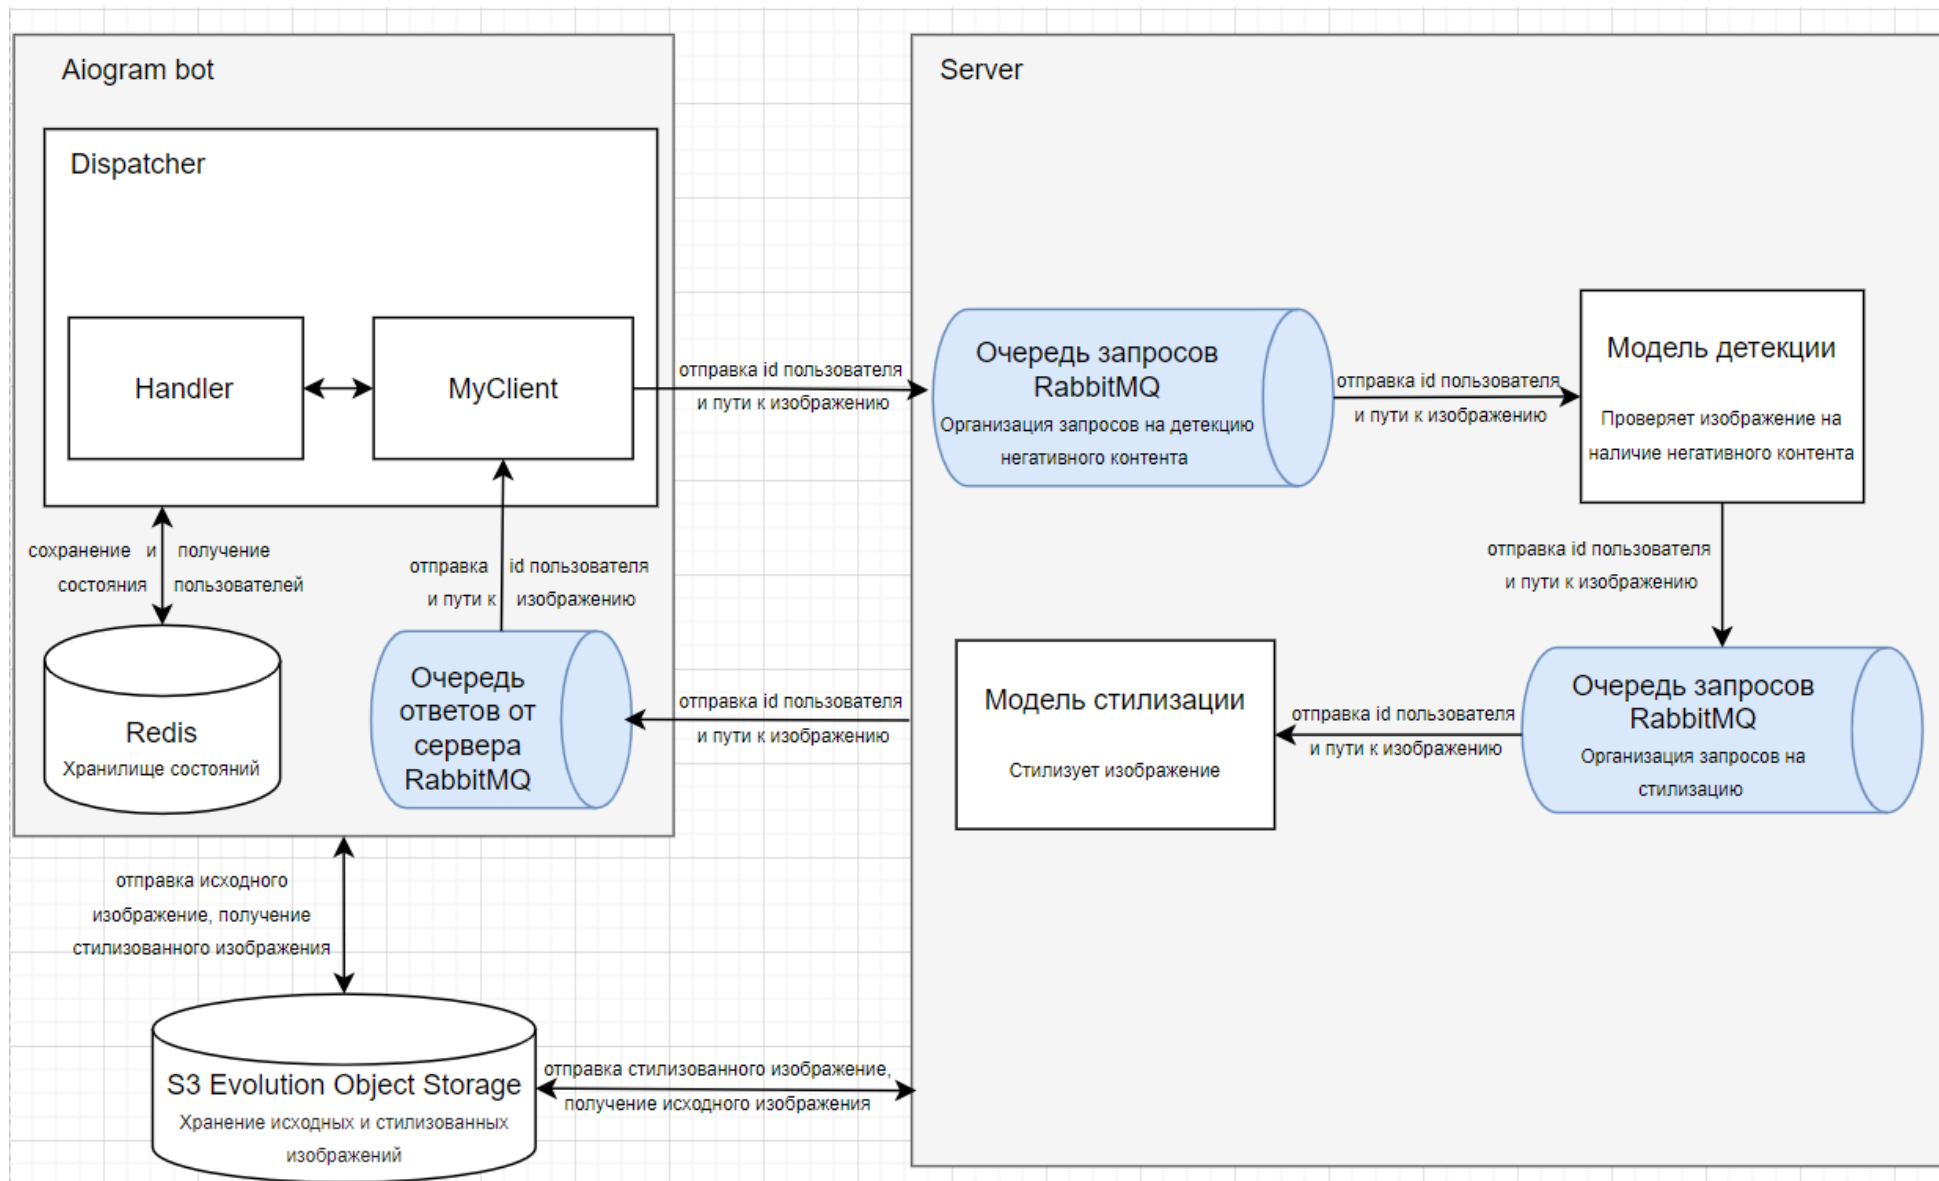 Aiogram bot
Dispatcher
Handler
MyClient
сохранение и получение
состояния пользователей
отправка id пользователя
и пути к изображению
Redis
Хранилище состояний
Очередь
ответов от
сервера
RabbitMQ
отправка id пользователя
и пути к изображению
отправка id пользователя
и пути к изображению
Server
Очередь запросов
RabbitMQ
Организация запросов на детекцию
негативного контента
отправка id пользователя
и пути к изображению
Модель детекции
Проверяет изображение на
наличие негативного контента
отправка id пользователя
и пути к изображению
Очередь запросов
RabbitMQ
Организация запросов на
стилизацию
отправка id пользователя
и пути к изображению
Модель стилизации
Стилизует изображение
отправка исходного
изображение, получение
стилизованного изображения
S3 Evolution Object Storage
Хранение исходных и стилизованных
изображений
отправка стилизованного изображение,
получение исходного изображения